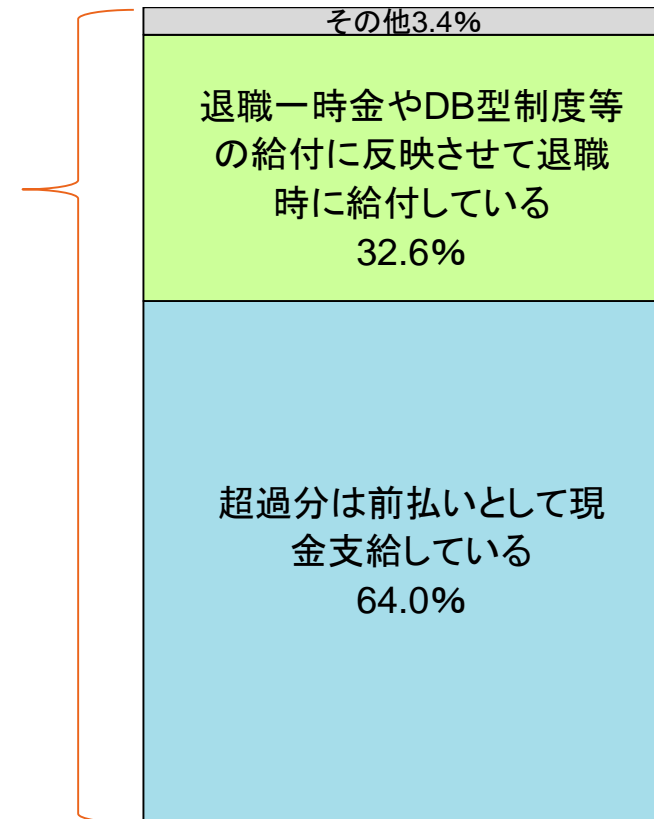 その他3.4%
退職一時金やDB型制度等
の給付に反映させて退職
時に給付している
32.6%
超過分は前払いとして現
金支給している
64.0%